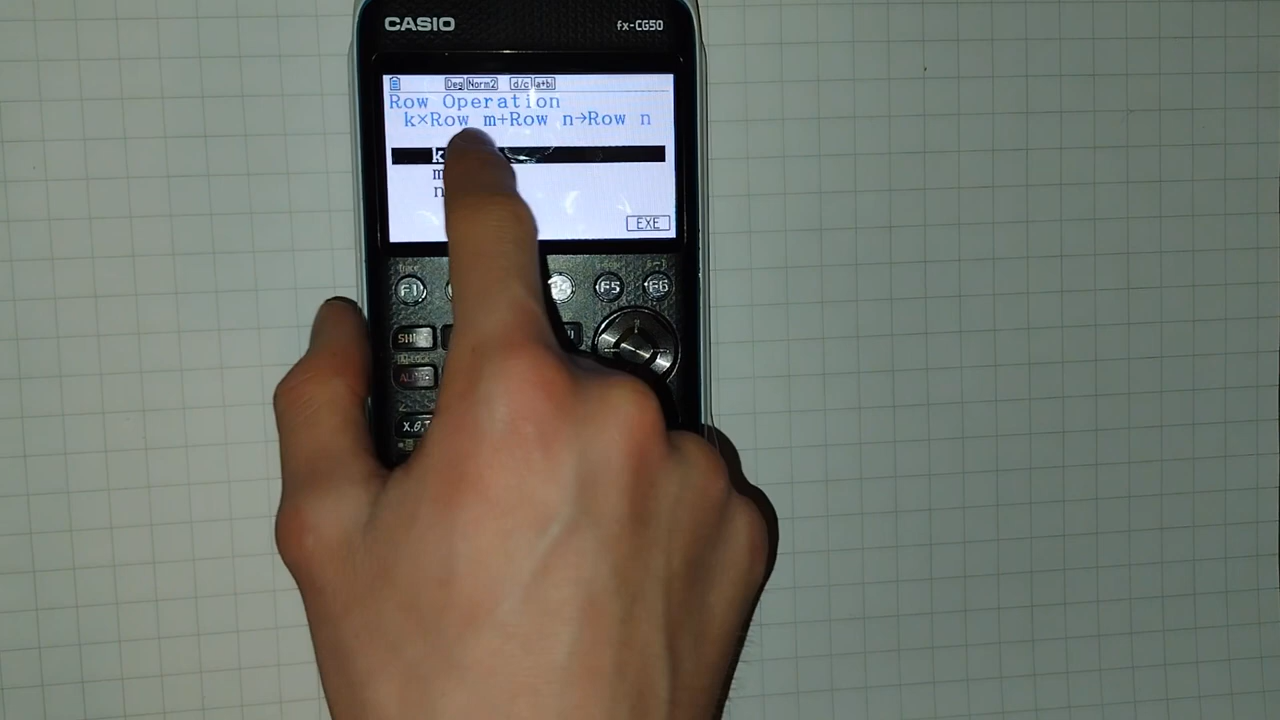 CASIO fx-CG50
Deg Norm2 d/c a+bi
Row Operation
k×Row m+Row n→Row n
k
m
n
EXE
F1 F5 F6